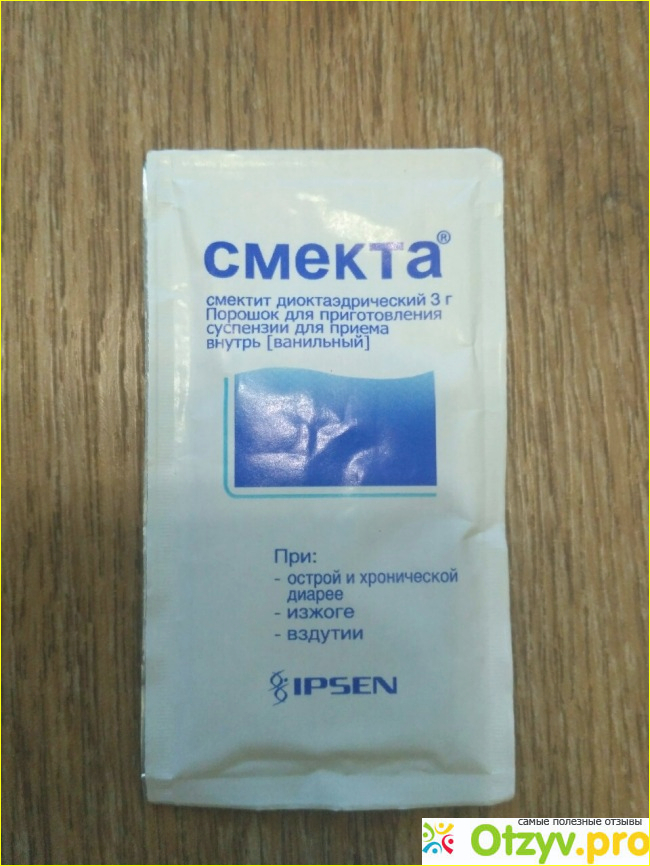 смекта®
смектит диоктаэдрический 3 г
Порошок для приготовления
суспензии для приема
внутрь [ванильный]
При:
- острой и хронической
диарее
- изжоге
- вздутии
IPSEN
самые полезные отзывы
Otzyv.pro